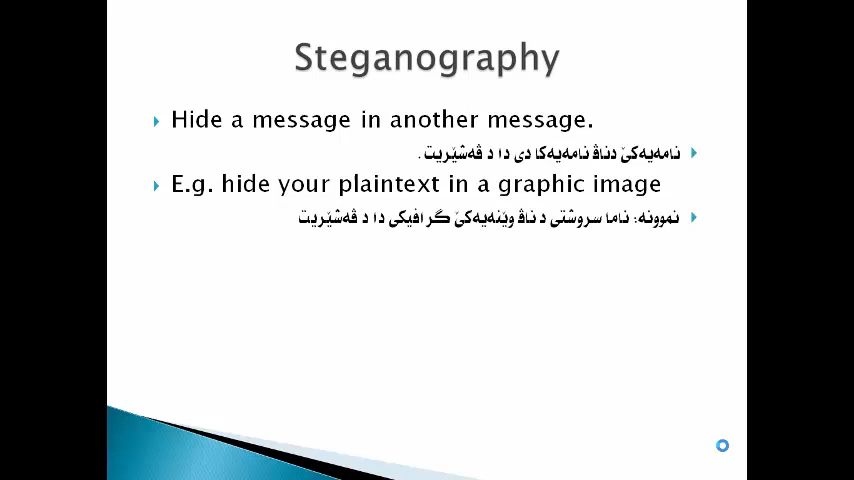 Steganography
Hide a message in another message.
نامەیەکێ دناڤ نامەیەکا دی دا د ڤەشێریت.
E.g. hide your plaintext in a graphic image
نموونە: ناما سروشتی د ناڤ وێنەیەکێ گرافیکی دا د ڤەشێریت